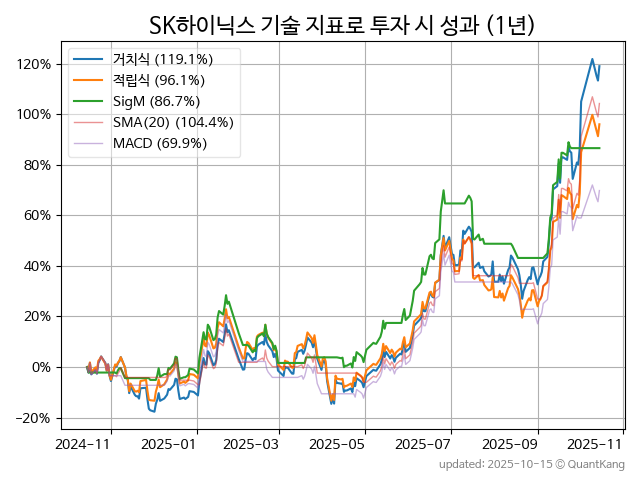 SK하이닉스 기술 지표로 투자 시 성과 (1년)
거치식 (119.1%)
적립식 (96.1%)
SigM (86.7%)
SMA(20) (104.4%)
MACD (69.9%)
120%
100%
80%
60%
40%
20%
0%
−20%
2024-11 2025-01 2025-03 2025-05 2025-07 2025-09 2025-11
updated: 2025-10-15 © QuantKang